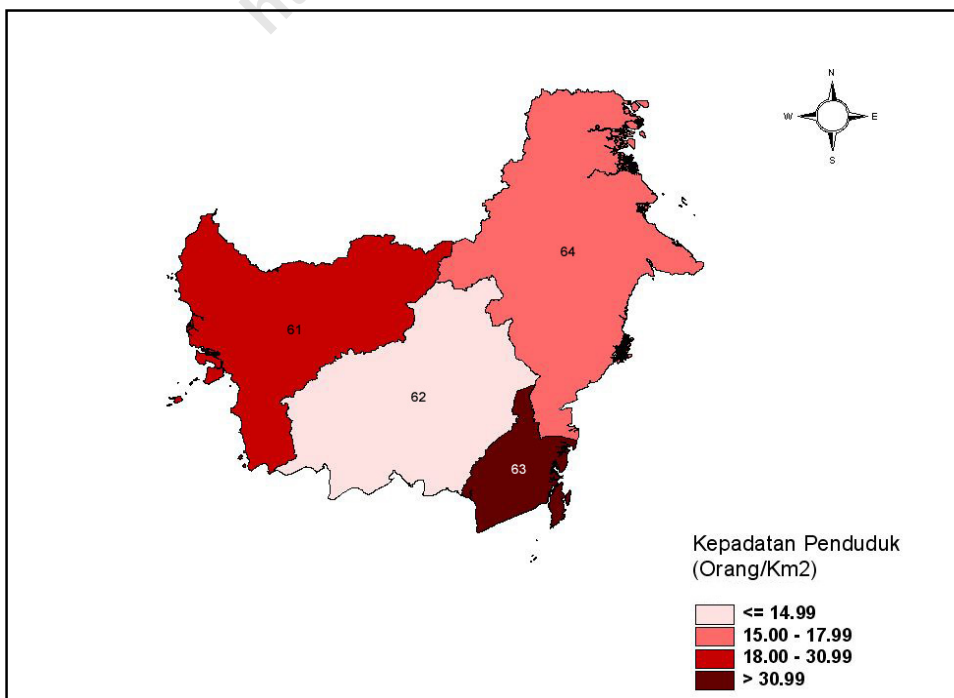 N
W E
S
64
61
62
63
Kepadatan Penduduk
(Orang/Km2)
<= 14.99
15.00 - 17.99
18.00 - 30.99
> 30.99